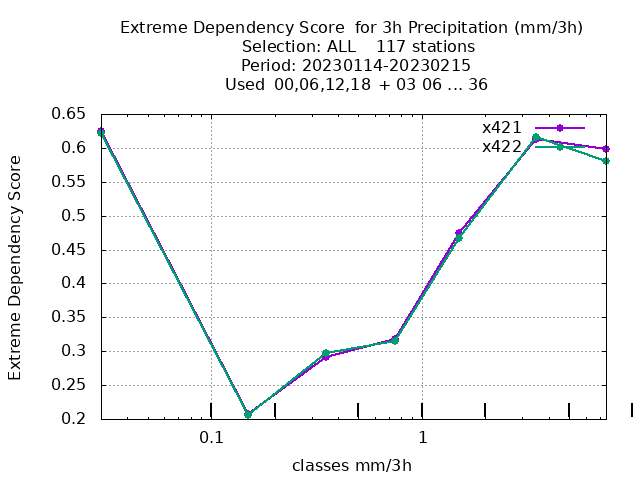 Extreme Dependency Score  for 3h Precipitation (mm/3h)
Selection: ALL    117 stations
Period: 20230114-20230215
Used  00,06,12,18 + 03 06 ... 36
x421
x422
0.65
0.6
0.55
0.5
0.45
0.4
0.35
0.3
0.25
0.2
Extreme Dependency Score
0.1
1
classes mm/3h